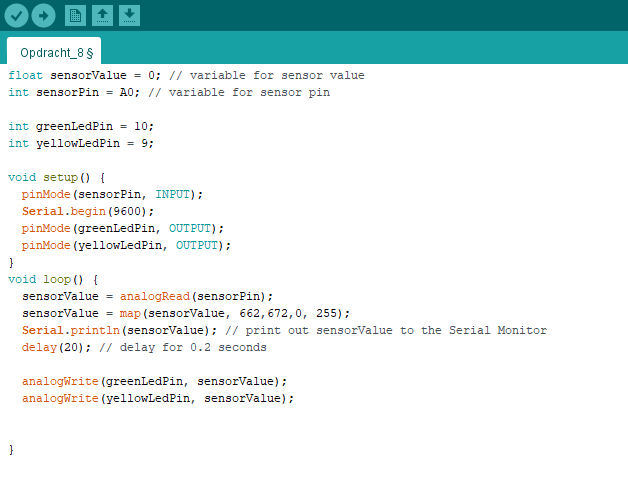 Opdracht_8 §
float sensorValue = 0; // variable for sensor value
int sensorPin = A0; // variable for sensor pin
int greenLedPin = 10;
int yellowLedPin = 9;
void setup() {
pinMode(sensorPin, INPUT);
Serial.begin(9600);
pinMode(greenLedPin, OUTPUT);
pinMode(yellowLedPin, OUTPUT);
}
void loop() {
sensorValue = analogRead(sensorPin);
sensorValue = map(sensorValue, 662,672,0, 255);
Serial.println(sensorValue); // print out sensorValue to the Serial Monitor
delay(20); // delay for 0.2 seconds
analogWrite(greenLedPin, sensorValue);
analogWrite(yellowLedPin, sensorValue);
}